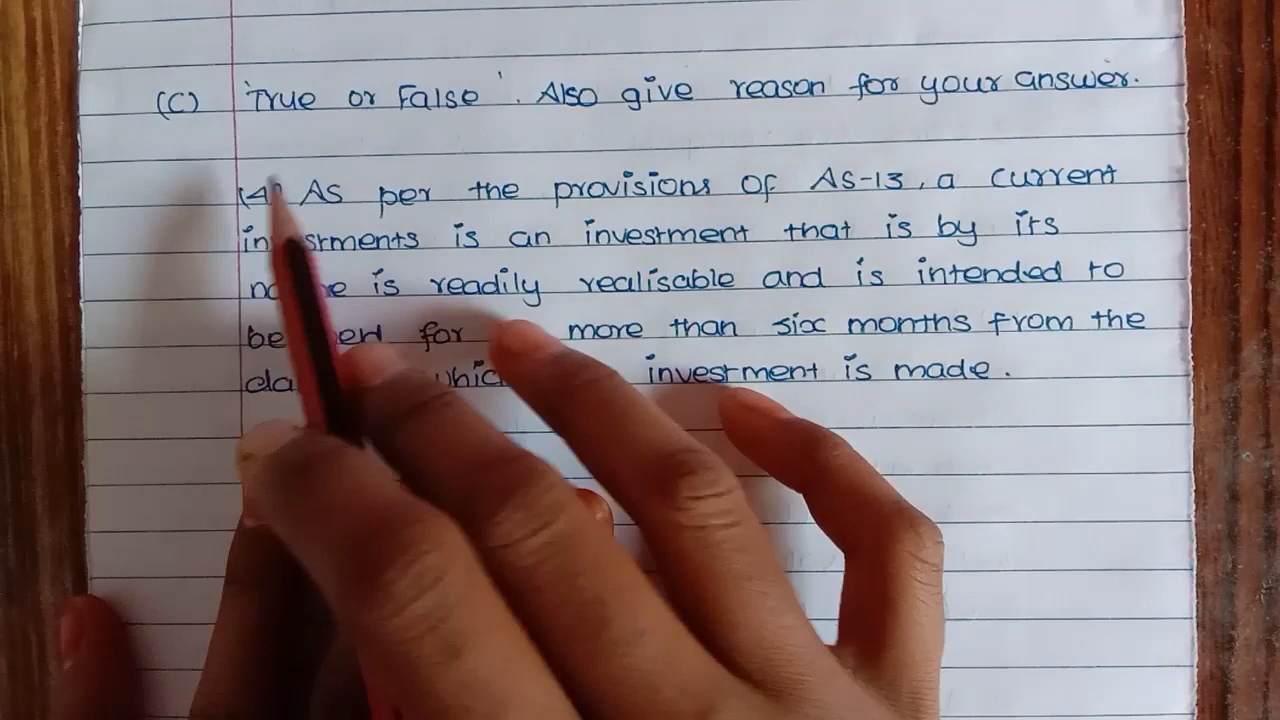 (C) 'True or False'. Also give reason for your answer.
(4) As per the provisions of AS-13, a current
is an investment that is by its
is readily realisable and is intended to
for more than six months from the
investment is made.